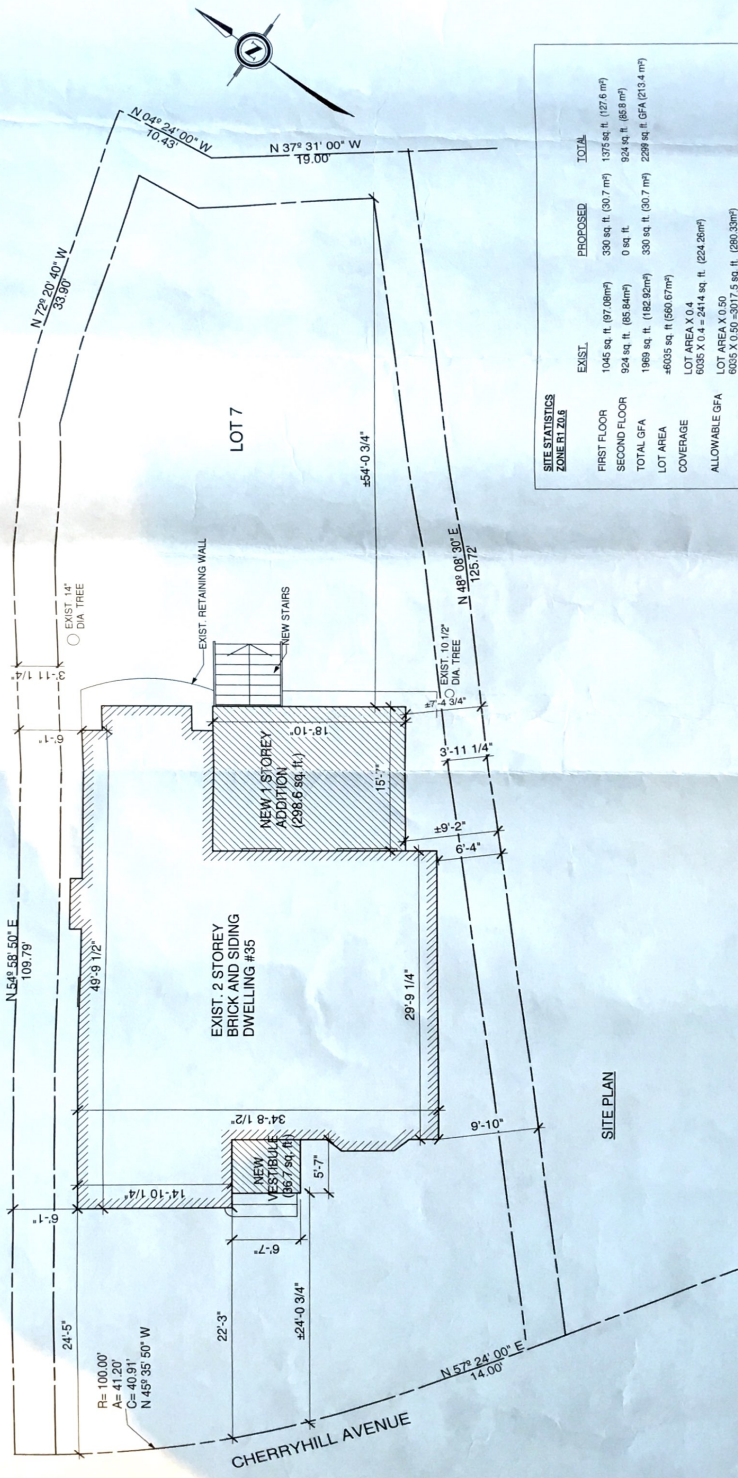 Z
N 04º 24' 00" W
10.43'
N 37º 31' 00" W
19.00'
N 72º 20' 40" W
33.90'
LOT 7
±54'-0 3/4"
EXIST. 14"
DIA. TREE
EXIST. RETAINING WALL
NEW STAIRS
N 48º 08' 30" E
125.72'
EXIST. 10 1/2"
DIA. TREE
3'-11 1/4"
6'-1"
18'-10"
±7'-4 3/4"
NEW 1 STOREY
ADDITION
(298.6 sq. ft.)
15'-7"
3'-11 1/4"
±9'-2"
6'-4"
N 54º 58' 50" E
109.79'
49'-9 1/2"
EXIST. 2 STOREY
BRICK AND SIDING
DWELLING #35
29'-9 1/4"
34'-8 1/2"
9'-10"
14'-10 1/4"
NEW
VESTIBULE
(36.7 sq. ft.)
5'-7"
6'-1"
6'-7"
24'-5"
22'-3"
±24'-0 3/4"
R= 100.00'
A= 41.20'
C= 40.91'
N 45º 35' 50" W
N 57º 24' 00" E
14.00'
CHERRYHILL AVENUE
SITE PLAN
SITE STATISTICS
ZONE R1 Z0.6
EXIST. PROPOSED TOTAL
FIRST FLOOR 1045 sq. ft. (97.08m²) 330 sq. ft. (30.7 m²) 1375 sq. ft. (127.6 m²)
SECOND FLOOR 924 sq. ft. (85.84m²) 0 sq. ft. 924 sq. ft. (85.8 m²)
TOTAL GFA 1969 sq. ft. (182.92m²) 330 sq. ft. (30.7 m²) 2299 sq. ft. GFA (213.4 m²)
LOT AREA ±6035 sq. ft (560.67m²)
COVERAGE LOT AREA X 0.4
6035 X 0.4 = 2414 sq. ft. (224.26m²)
ALLOWABLE GFA LOT AREA X 0.50
6035 X 0.50 =3017.5 sq. ft. (280.33m²)